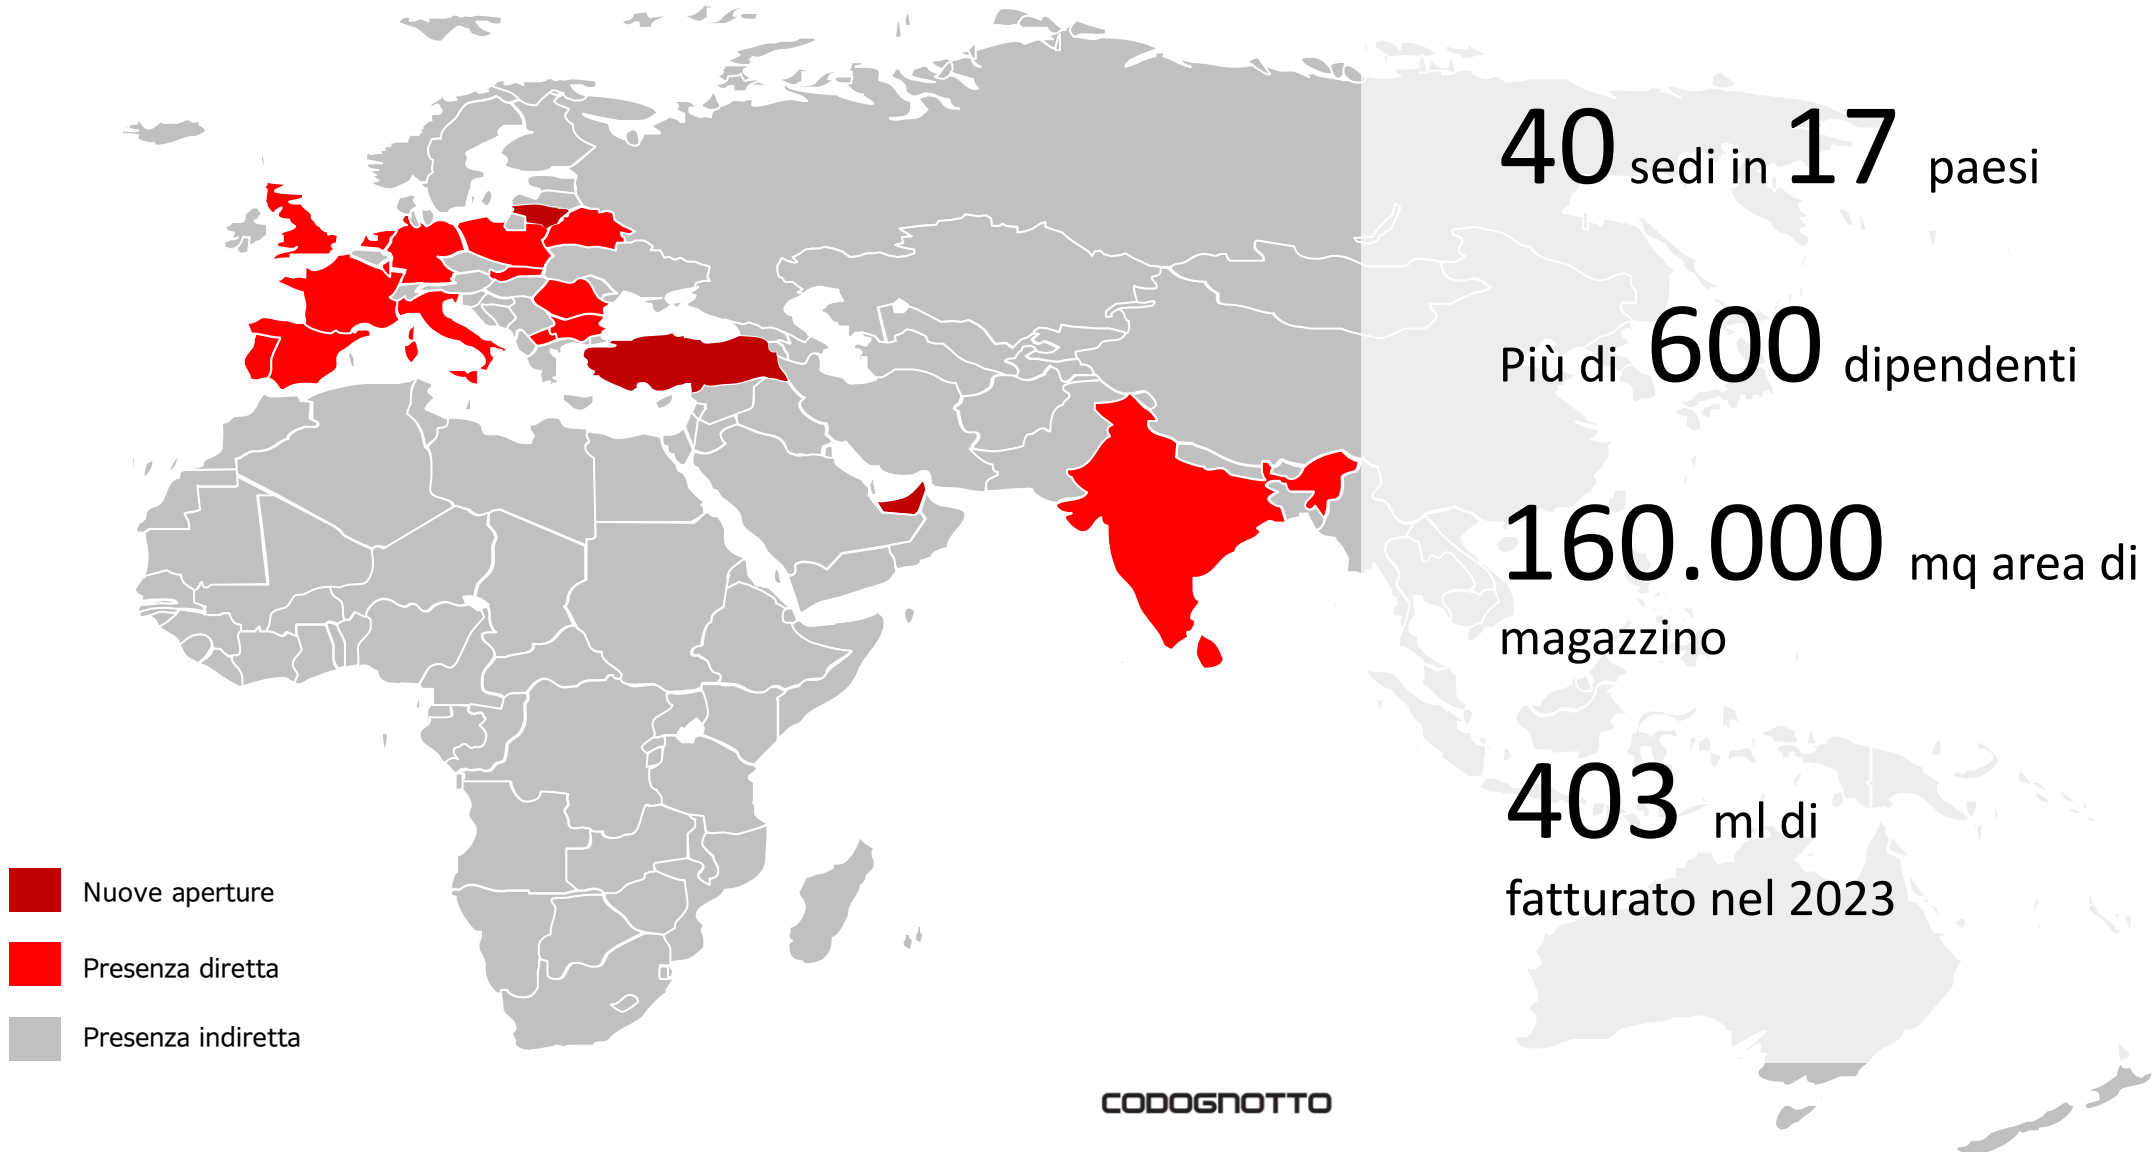 40 sedi in 17 paesi
Più di 600 dipendenti
160.000 mq area di
magazzino
403 ml di
fatturato nel 2023
Nuove aperture
Presenza diretta
Presenza indiretta
CODOGNOTTO